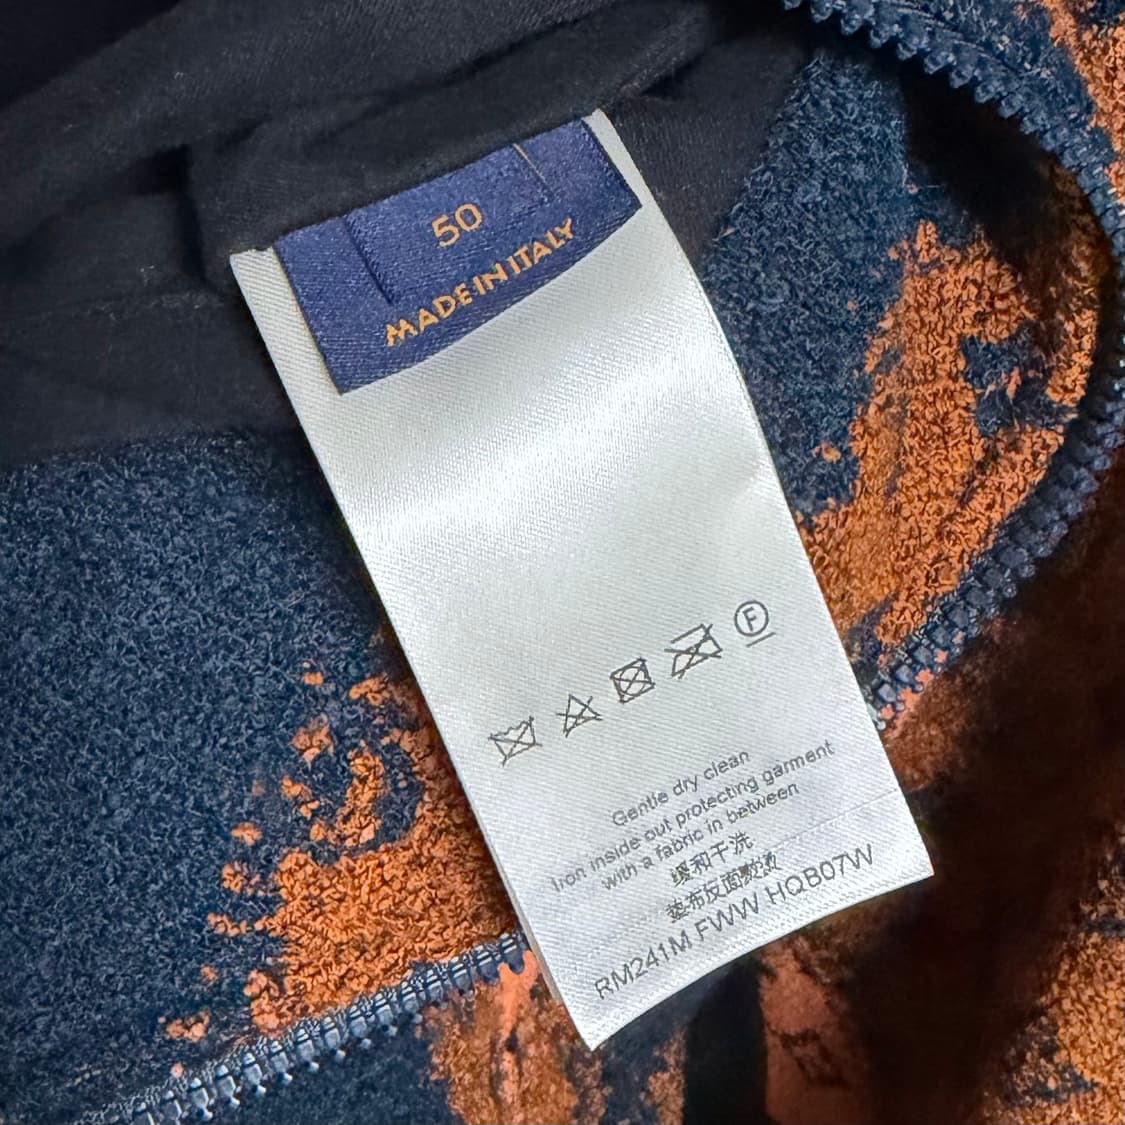 50
MADE IN ITALY
F
Gentle dry clean
Iron inside out protecting garment
with a fabric in between
缓和干洗
垫布反面熨烫
RM241M FWW HQB07W